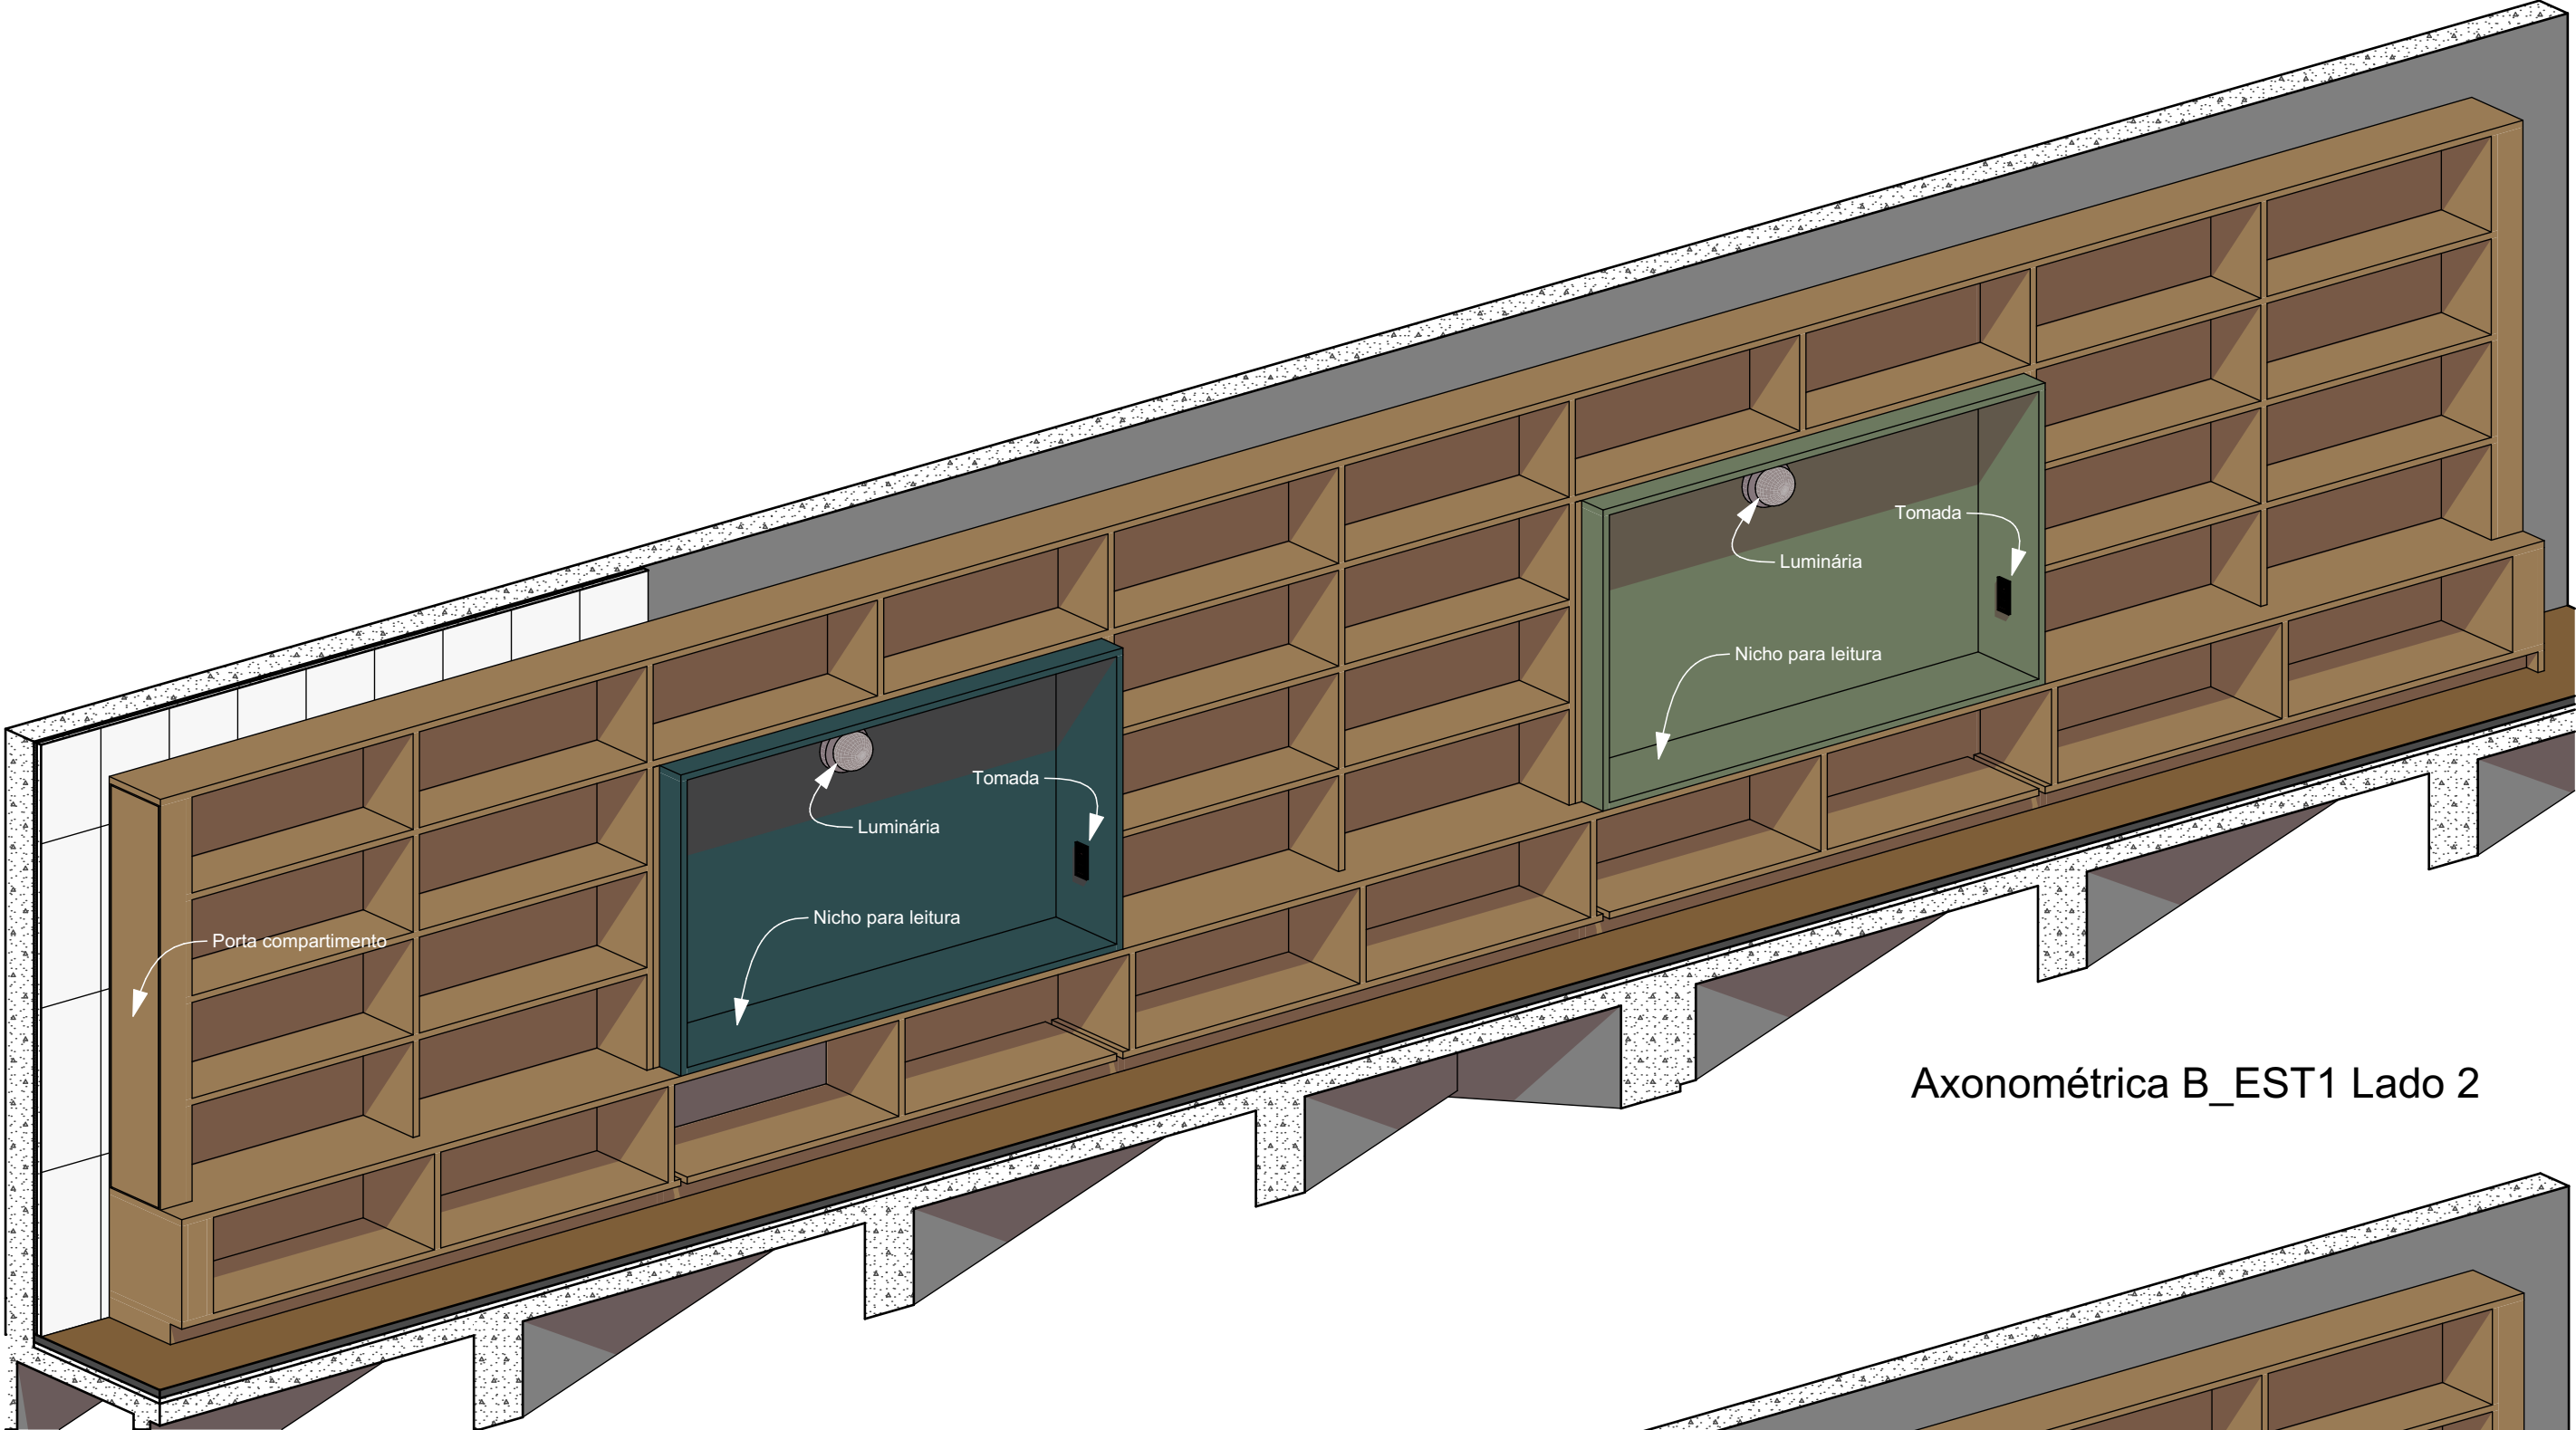 Tomada
Luminária
Nicho para leitura
Tomada
Luminária
Nicho para leitura
Porta compartimento
Axonométrica B_EST1 Lado 2